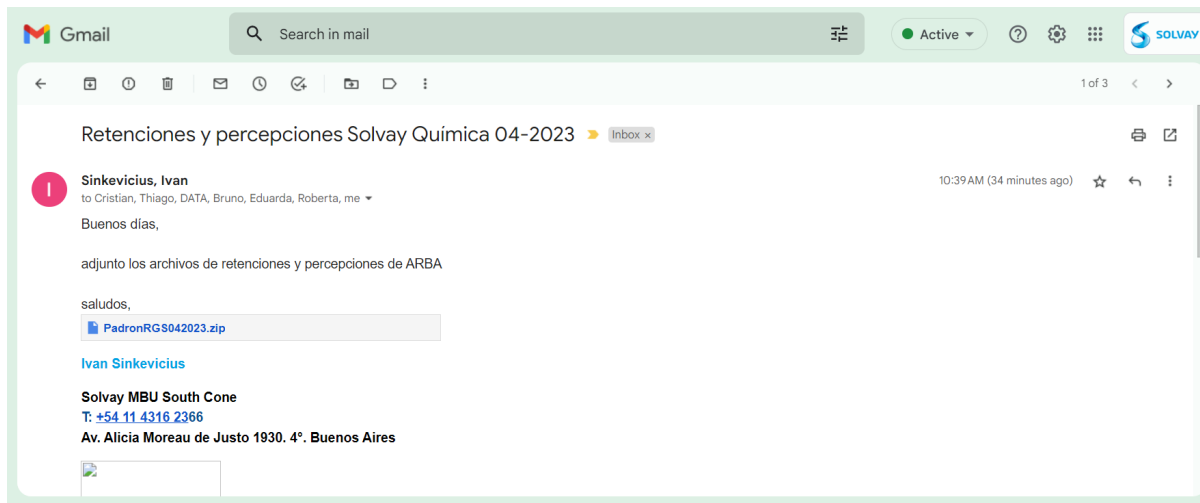 Gmail
Search in mail
Active
SOLVAY
1 of 3
Retenciones y percepciones Solvay Química 04-2023 Inbox ×
Sinkevicius, Ivan 10:39 AM (34 minutes ago)
I
to Cristian, Thiago, DATA, Bruno, Eduarda, Roberta, me
Buenos días,
adjunto los archivos de retenciones y percepciones de ARBA
saludos,
PadronRGS042023.zip
Ivan Sinkevicius
Solvay MBU South Cone
T: +54 11 4316 2366
Av. Alicia Moreau de Justo 1930. 4°. Buenos Aires